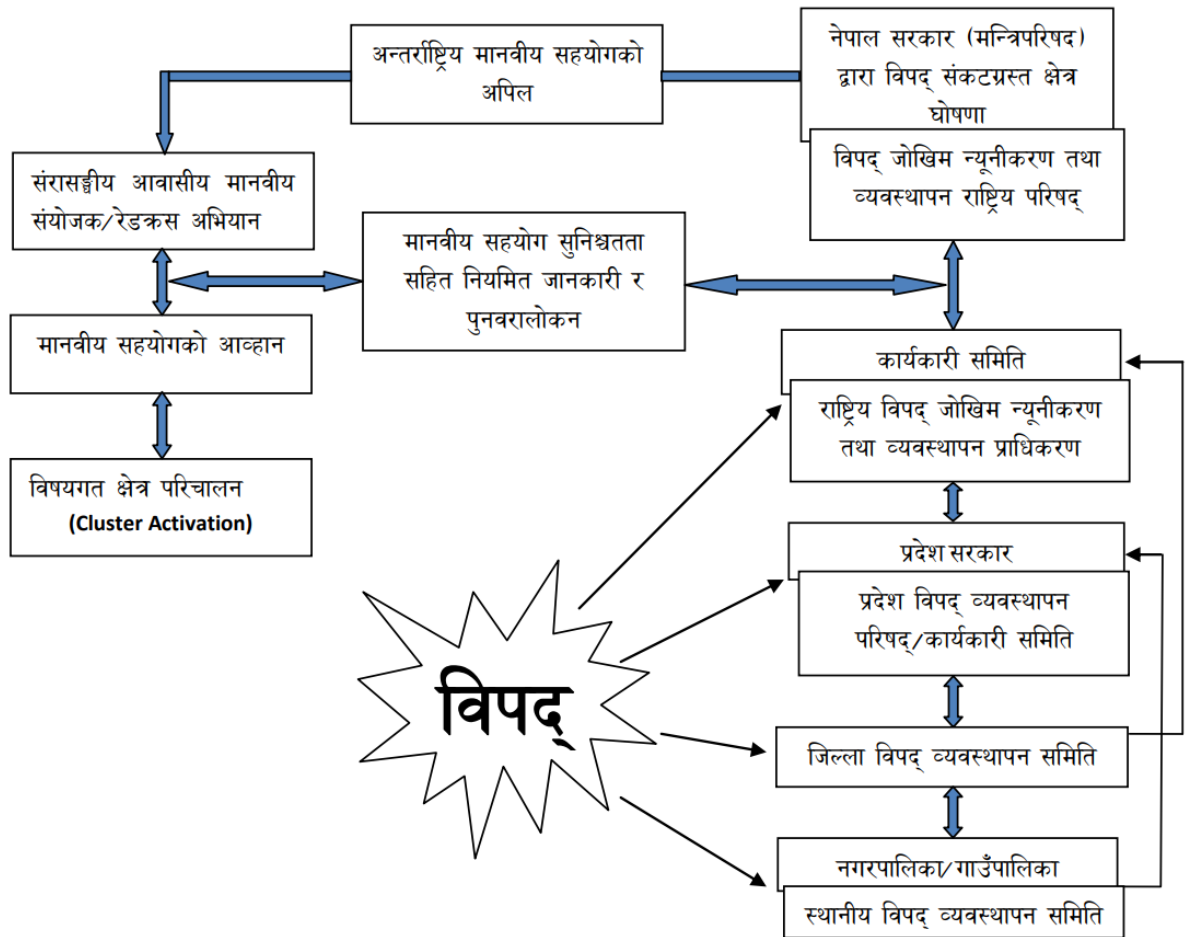 अन्तर्राष्ट्रिय मानवीय सहयोगको
अपिल
नेपाल सरकार (मन्त्रिपरिषद)
द्वारा विपद् संकटग्रस्त क्षेत्र
घोषणा
विपद् जोखिम न्यूनीकरण तथा
व्यवस्थापन राष्ट्रिय परिषद्
संरासङ्घीय आवासीय मानवीय
संयोजक/रेडक्रस अभियान
मानवीय सहयोग सुनिश्चतता
सहित नियमित जानकारी र
पुनवरालोकन
मानवीय सहयोगको आव्हान
विषयगत क्षेत्र परिचालन
(Cluster Activation)
कार्यकारी समिति
राष्ट्रिय विपद् जोखिम न्यूनीकरण
तथा व्यवस्थापन प्राधिकरण
प्रदेश सरकार
प्रदेश विपद् व्यवस्थापन
परिषद्/कार्यकारी समिति
विपद्
जिल्ला विपद् व्यवस्थापन समिति
नगरपालिका/गाउँपालिका
स्थानीय विपद् व्यवस्थापन समिति